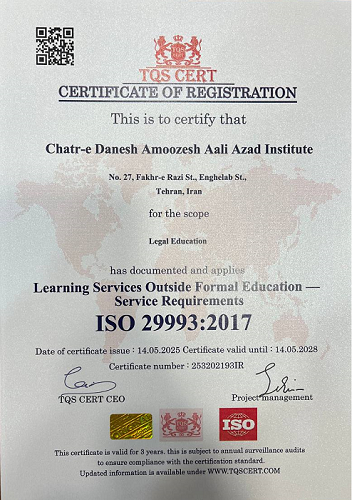 TQS CERT
CERTIFICATE OF REGISTRATION
This is to certify that
Chatr-e Danesh Amoozesh Aali Azad Institute
No. 27, Fakhr-e Razi St., Enghelab St.,
Tehran, Iran
for the scope
Legal Education
has documented and applies
Learning Services Outside Formal Education —
Service Requirements
ISO 29993:2017
Date of certificate issue : 14.05.2025 Certificate valid until : 14.05.2028
Certificate number : 253202193IR
TQS CERT CEO
Project management
TQS CERT
ISO
This certificate is valid for 3 years. this is subject to annual surveillance audits
to ensure compliance with the certification standard.
Updated information is available under WWW.TQSCERT.COM